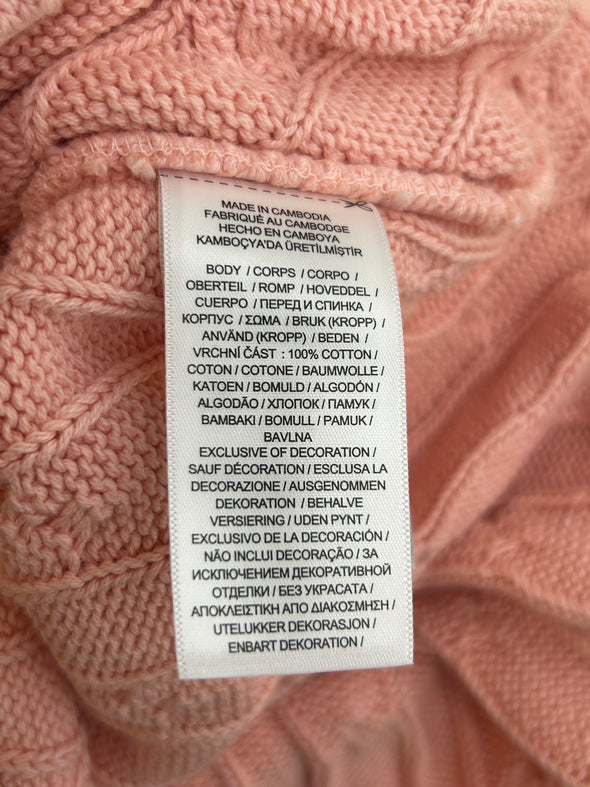 MADE IN CAMBODIA
FABRIQUÉ AU CAMBODGE
HECHO EN CAMBOYA
KAMBOÇYA'DA ÜRETİLMİŞTİR
BODY / CORPS / CORPO /
OBERTEIL / ROMP / HOVEDDEL /
CUERPO / ПЕРЕД И СПИНКА /
КОРПУС / ΣΩΜΑ / BRUK (KROPP) /
ANVÄND (KROPP) / BEDEN /
VRCHNÍ ČÁST : 100% COTTON /
COTON / COTONE / BAUMWOLLE /
KATOEN / BOMULD / ALGODÓN /
ALGODÃO / ХЛОПОК / ПАМУК /
ΒΑΜΒΑΚΙ / BOMULL / PAMUK /
BAVLNA
EXCLUSIVE OF DECORATION /
SAUF DÉCORATION / ESCLUSA LA
DECORAZIONE / AUSGENOMMEN
DEKORATION / BEHALVE
VERSIERING / UDEN PYNT /
EXCLUSIVO DE LA DECORACIÓN /
NÃO INCLUI DECORAÇÃO / ЗА
ИСКЛЮЧЕНИЕМ ДЕКОРАТИВНОЙ
ОТДЕЛКИ / БЕЗ УКРАСАТА /
ΑΠΟΚΛΕΙΣΤΙΚΗ ΑΠΟ ΔΙΑΚΟΣΜΗΣΗ /
UTELUKKER DEKORASJON /
ENBART DEKORATION /